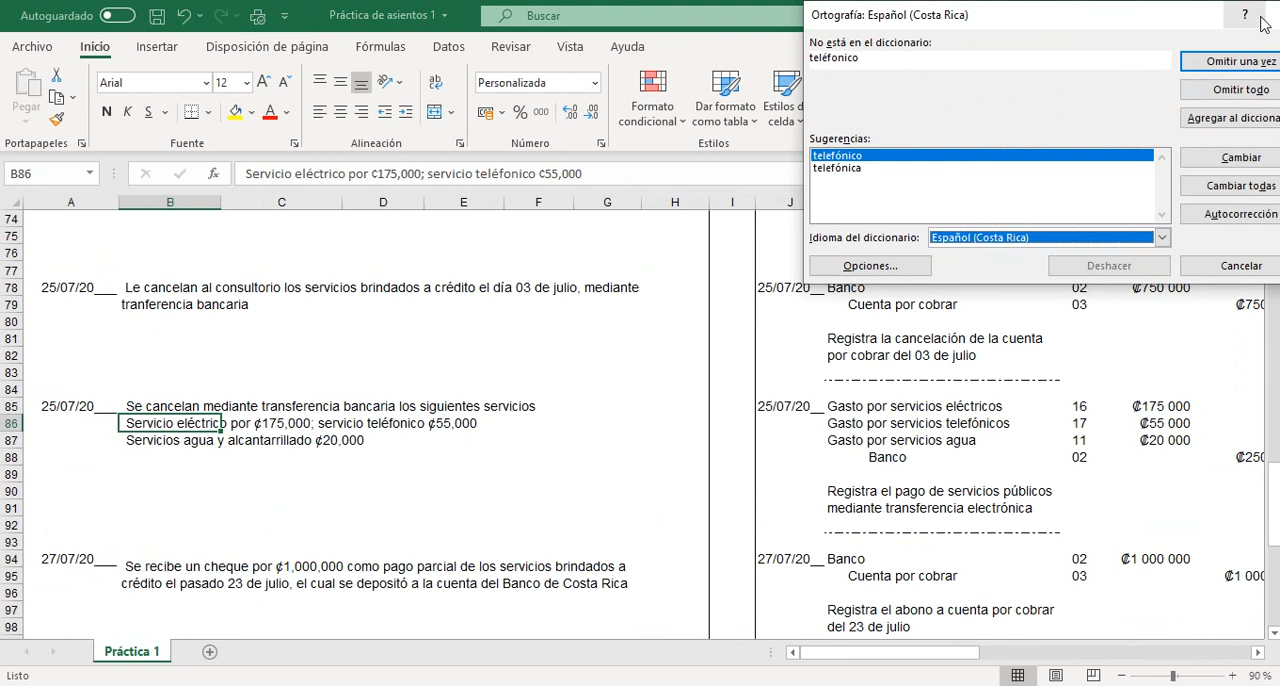 Autoguardado
Práctica de asientos 1
Buscar
Ortografía: Español (Costa Rica)
?
Archivo Inicio Insertar Disposición de página Fórmulas Datos Revisar Vista Ayuda
No está en el diccionario:
teléfonico
Omitir una vez
Omitir todo
Agregar al dicciona
Sugerencias:
telefónico
telefónica
Cambiar
Cambiar todas
Autocorrección
Idioma del diccionario: Español (Costa Rica)
Opciones... Deshacer Cancelar
Pegar
Arial 12
N K S
A A
ab
Personalizada
% 000
Formato condicional
Dar formato como tabla
Estilos de celda
Portapapeles Fuente Alineación Número Estilos
B86 fx Servicio eléctrico por ¢175,000; servicio teléfonico ¢55,000
A B C D E F G H I J
74
75
76
77
78 25/07/20___ Le cancelan al consultorio los servicios brindados a crédito el día 03 de julio, mediante 25/07/20__ Banco 02 ₡750 000
79 tranferencia bancaria Cuenta por cobrar 03 ₡750
80
81 Registra la cancelación de la cuenta
82 por cobrar del 03 de julio
83
84
85 25/07/20___ Se cancelan mediante transferencia bancaria los siguientes servicios 25/07/20__ Gasto por servicios eléctricos 16 ₡175 000
86 Servicio eléctrico por ¢175,000; servicio teléfonico ¢55,000 Gasto por servicios telefónicos 17 ₡55 000
87 Servicios agua y alcantarrillado ¢20,000 Gasto por servicios agua 11 ₡20 000
88 Banco 02 ₡250
89
90 Registra el pago de servicios públicos
91 mediante transferencia electrónica
92
93
94 27/07/20___ Se recibe un cheque por ¢1,000,000 como pago parcial de los servicios brindados a 27/07/20__ Banco 02 ₡1 000 000
95 crédito el pasado 23 de julio, el cual se depositó a la cuenta del Banco de Costa Rica Cuenta por cobrar 03 ₡1 000
96
97 Registra el abono a cuenta por cobrar
98 del 23 de julio
Práctica 1
Listo
90 %